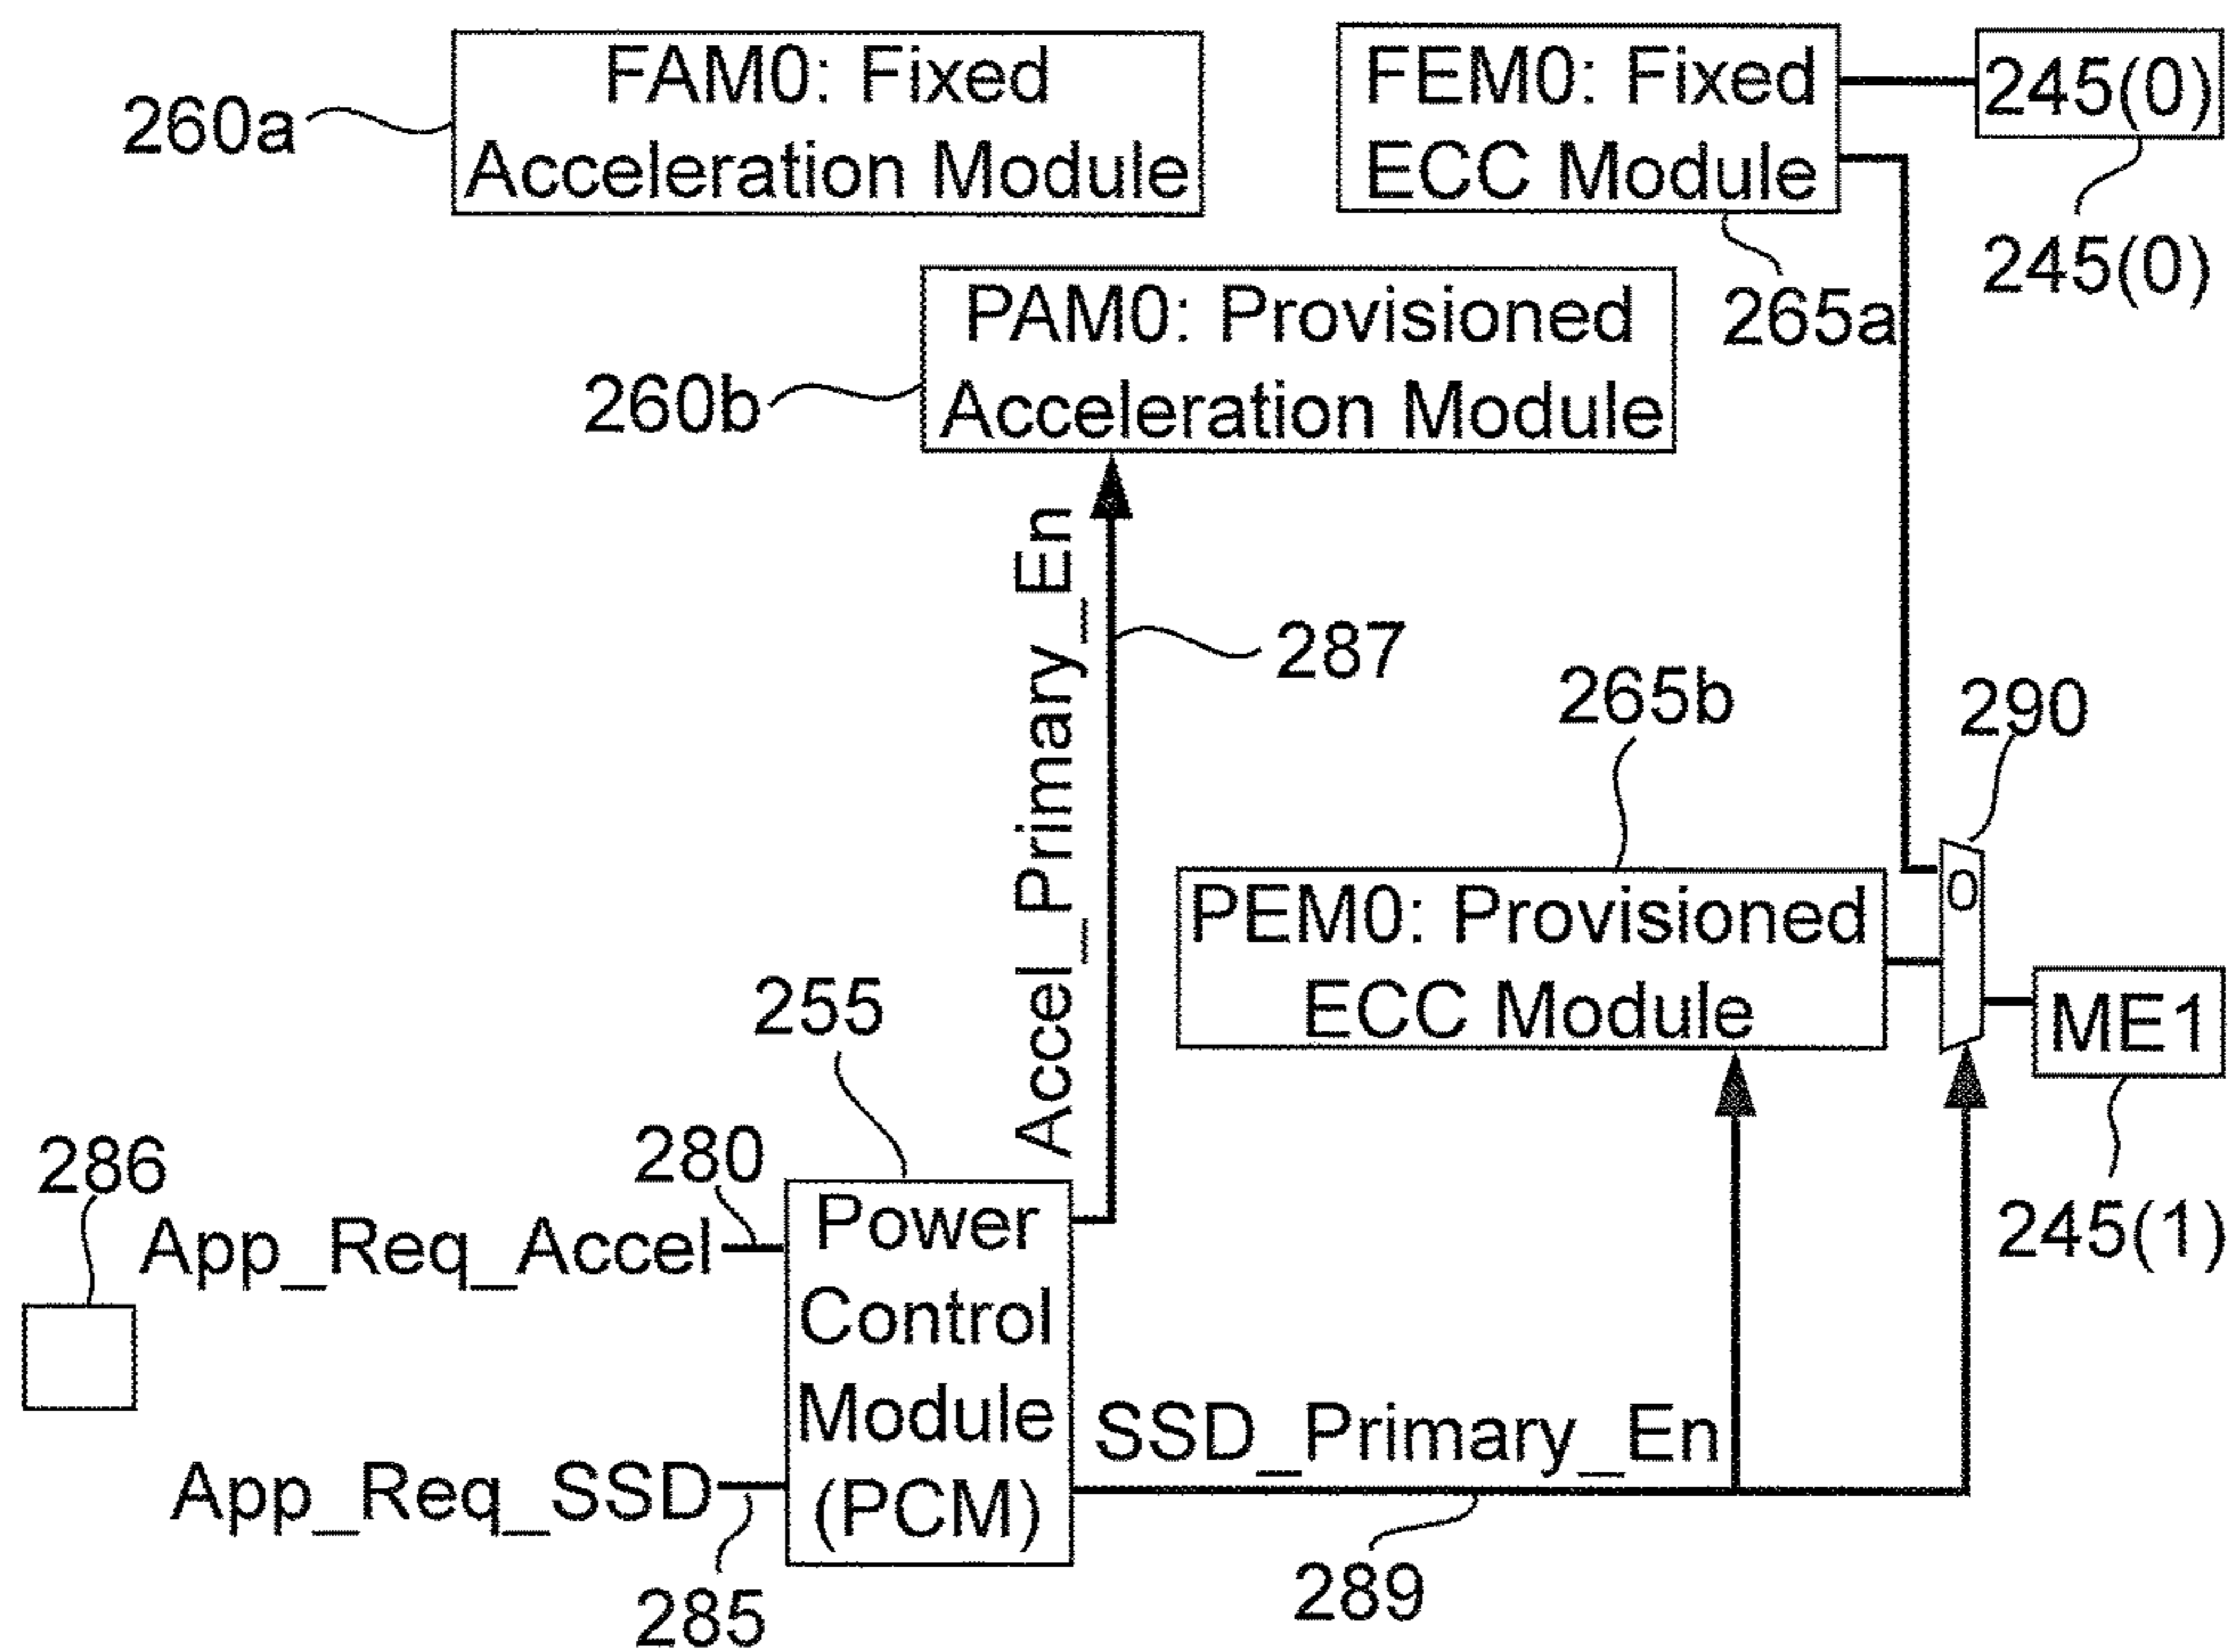 FAM0: Fixed
Acceleration Module
260a
FEM0: Fixed
ECC Module
265a
245(0)
245(0)
PAM0: Provisioned
Acceleration Module
260b
Accel_Primary_En
287
265b
290
0
PEM0: Provisioned
ECC Module
ME1
245(1)
255
280
286
App_Req_Accel
Power
Control
Module
(PCM)
App_Req_SSD
285
SSD_Primary_En
289